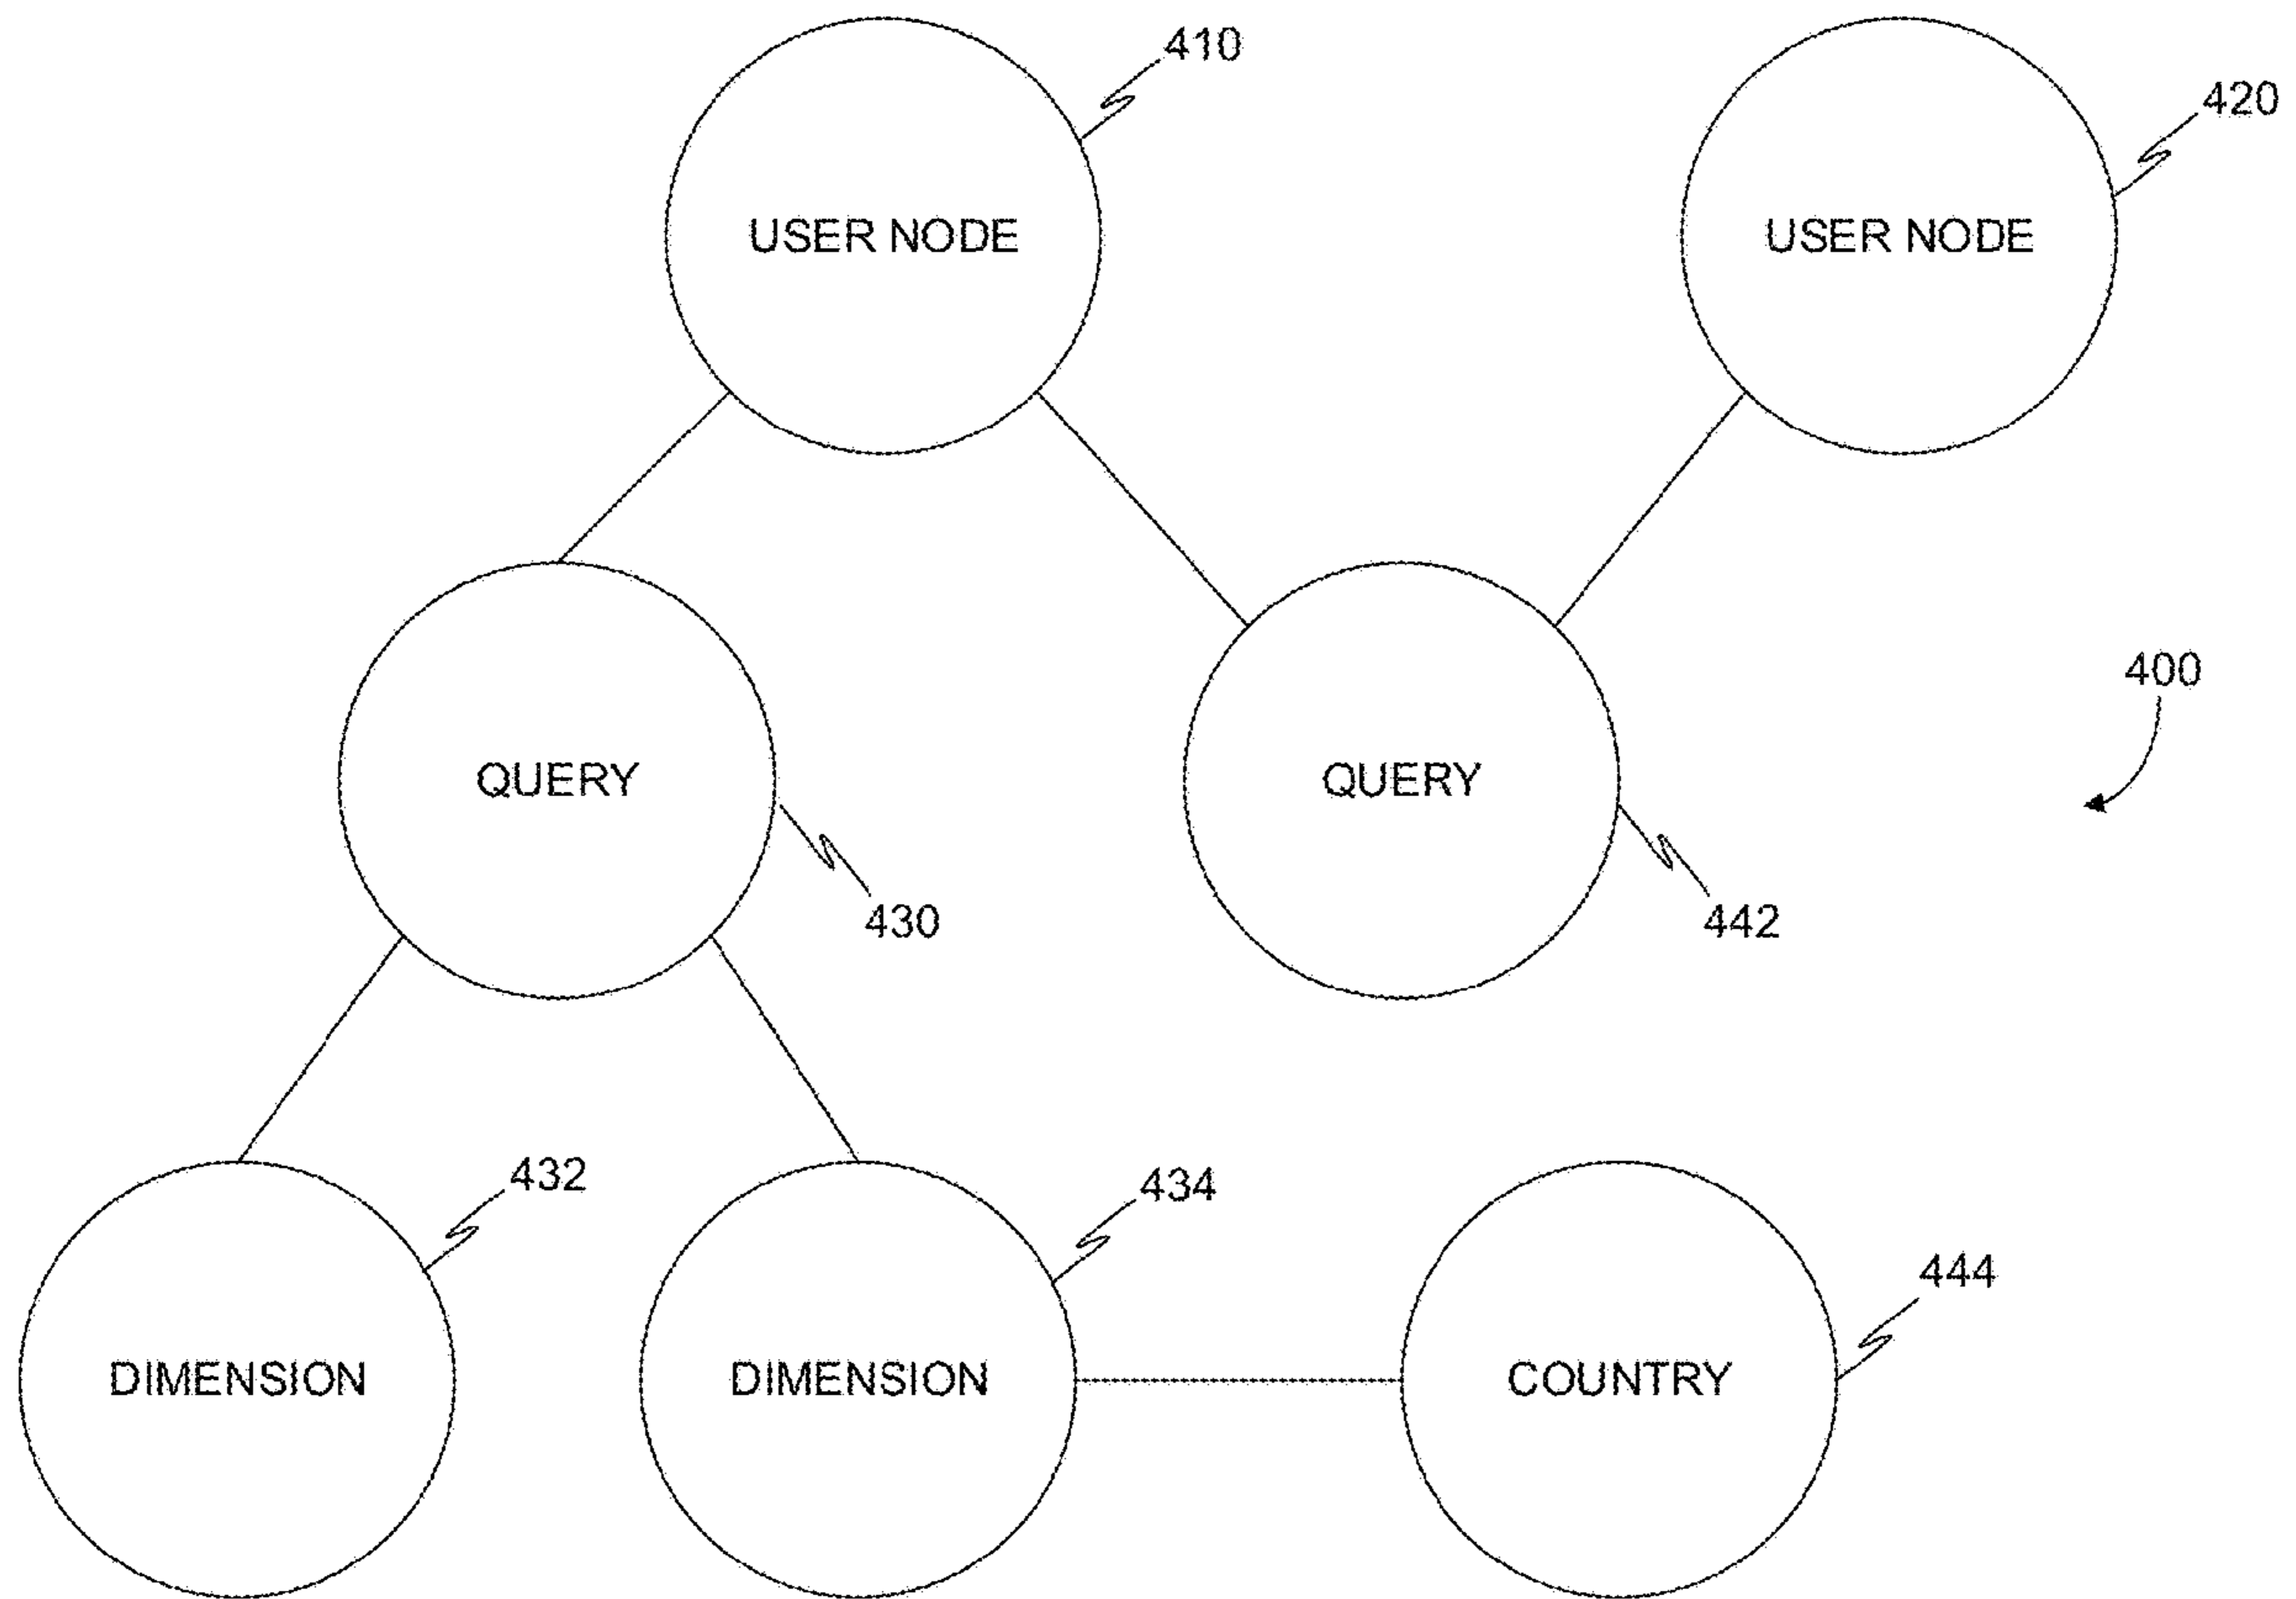 410
420
USER NODE
USER NODE
400
QUERY
QUERY
430
442
432
434
444
DIMENSION
DIMENSION
COUNTRY